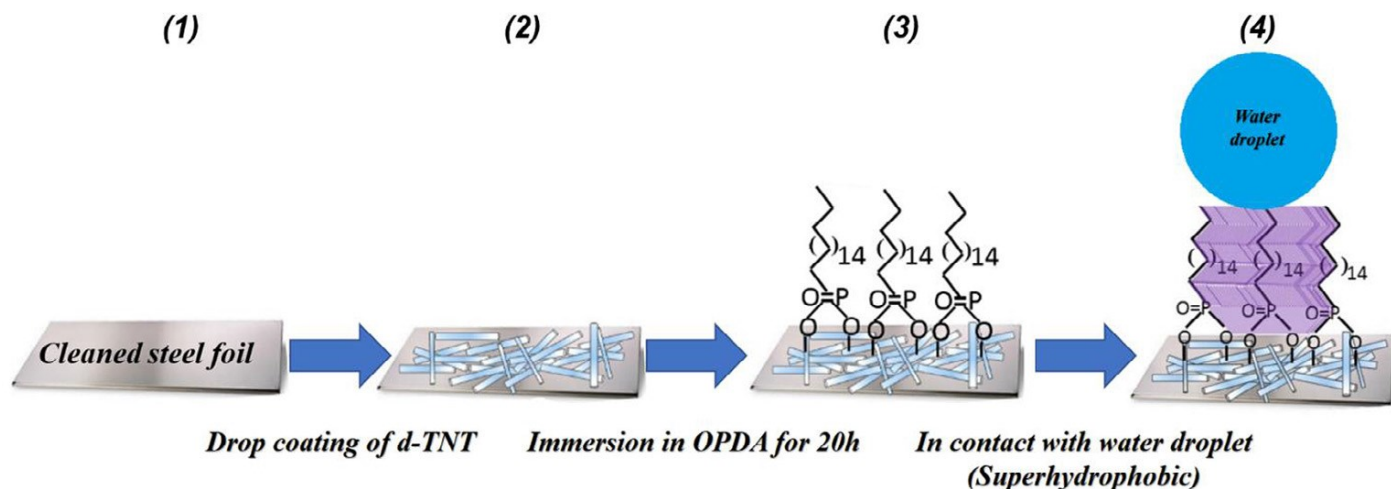 (1)
(2)
(3)
(4)
Water
droplet
( )14
( )14
( )14
( )14
( )14
( )14
O=P
O=P
O=P
O=P
O=P
O=P
O
O
O
O
O
O
O
O
O
O
O
O
Cleaned steel foil
Drop coating of d-TNT
Immersion in OPDA for 20h
In contact with water droplet
(Superhydrophobic)